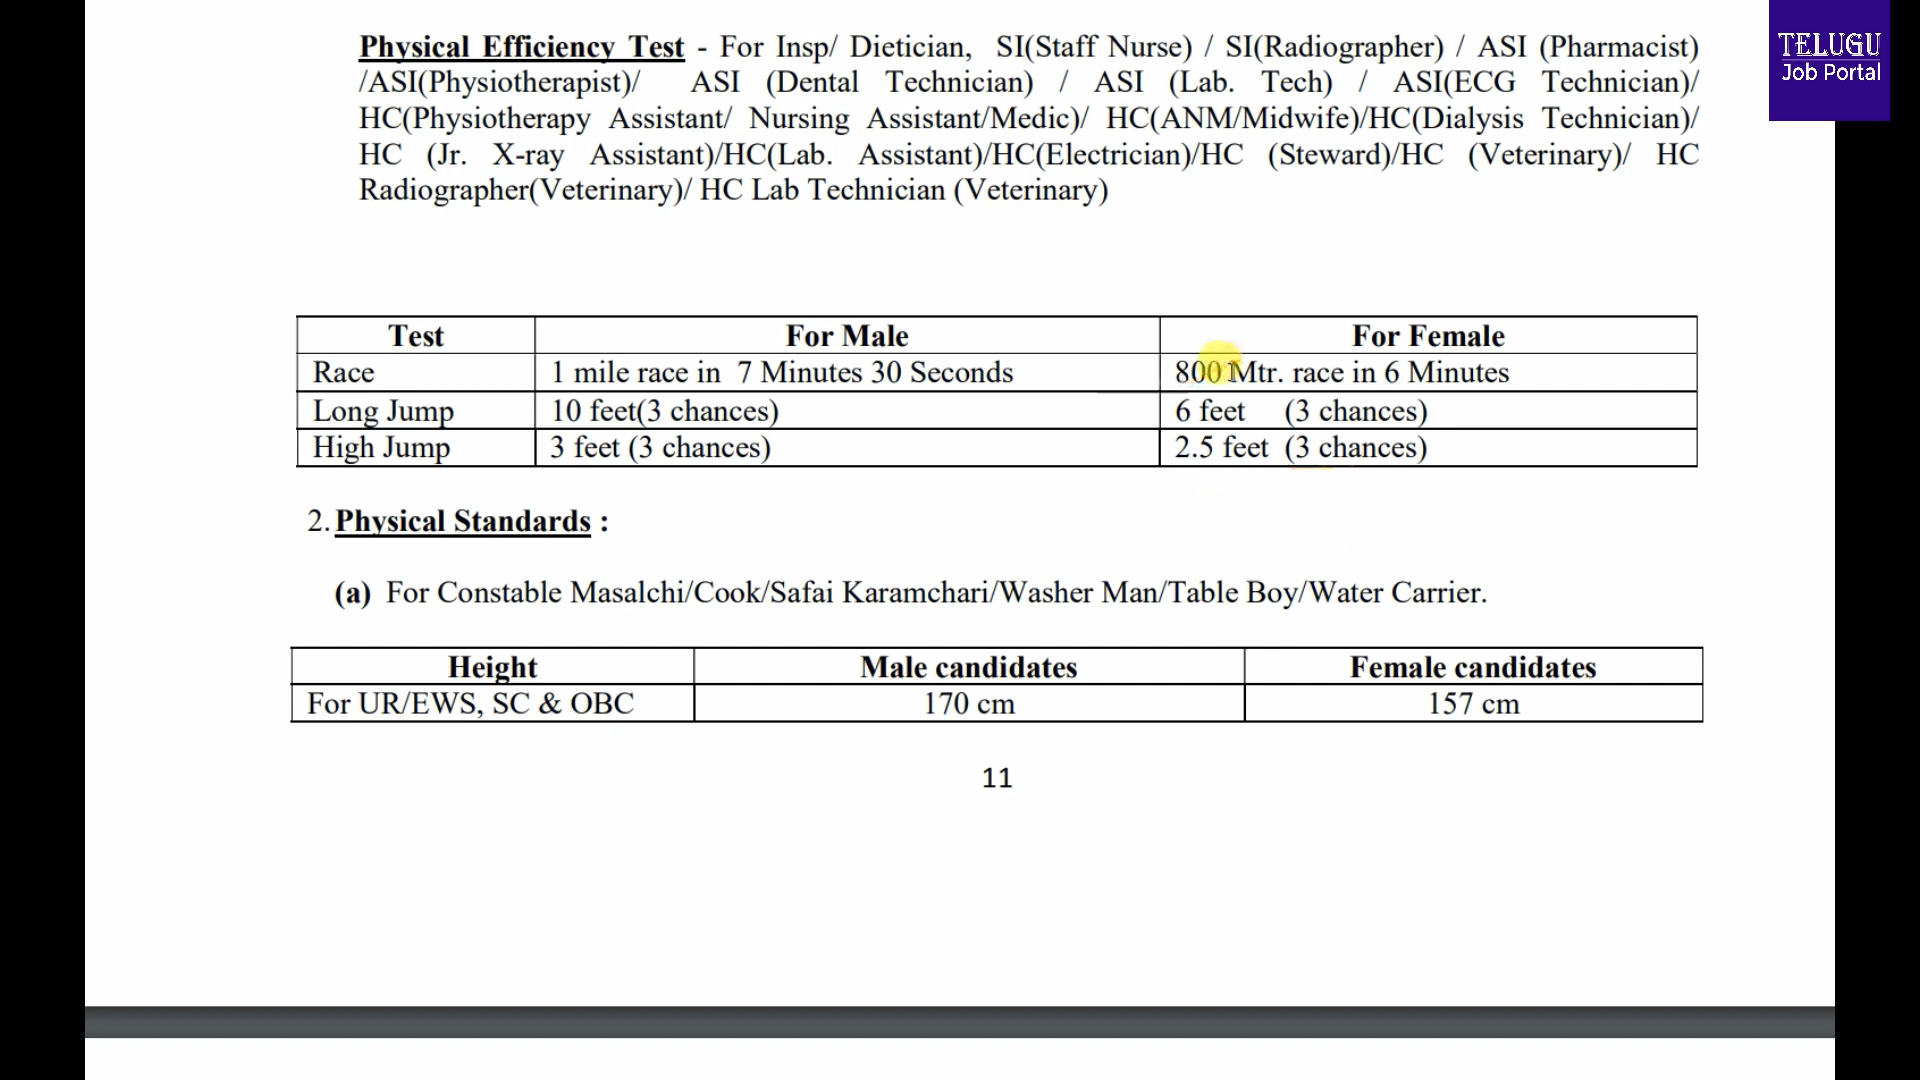 TELUGU
Job Portal
Physical Efficiency Test - For Insp/ Dietician, SI(Staff Nurse) / SI(Radiographer) / ASI (Pharmacist)
/ASI(Physiotherapist)/ ASI (Dental Technician) / ASI (Lab. Tech) / ASI(ECG Technician)/
HC(Physiotherapy Assistant/ Nursing Assistant/Medic)/ HC(ANM/Midwife)/HC(Dialysis Technician)/
HC (Jr. X-ray Assistant)/HC(Lab. Assistant)/HC(Electrician)/HC (Steward)/HC (Veterinary)/ HC
Radiographer(Veterinary)/ HC Lab Technician (Veterinary)
Test For Male For Female
Race 1 mile race in 7 Minutes 30 Seconds 800 Mtr. race in 6 Minutes
Long Jump 10 feet(3 chances) 6 feet (3 chances)
High Jump 3 feet (3 chances) 2.5 feet (3 chances)
2. Physical Standards :
(a) For Constable Masalchi/Cook/Safai Karamchari/Washer Man/Table Boy/Water Carrier.
Height Male candidates Female candidates
For UR/EWS, SC & OBC 170 cm 157 cm
11